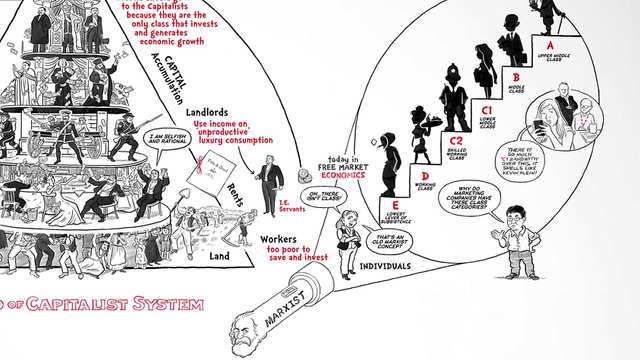 to the Capitalists
because they are the
only class that invests
and generates
economic growth
CAPITAL
Accumulation
Landlords
Use income on
'unproductive'
luxury consumption
I AM SELFISH
AND RATIONAL
Rents
I.E.
Servants
Workers
too poor to
save and invest
Land
OF CAPITALIST SYSTEM
today in
FREE MARKET
ECONOMICS
OH... THERE
ISN'T CLASS!
THAT'S AN
OLD MARXIST
CONCEPT
INDIVIDUALS
MARXIST
A
UPPER MIDDLE
CLASS
B
MIDDLE
CLASS
C1
LOWER
MIDDLE
CLASS
C2
SKILLED
WORKING
CLASS
D
WORKING
CLASS
E
LOWEST
LEVEL OF
SUBSISTENCE
WHY DO
MARKETING
COMPANIES HAVE
THESE CLASS
CATEGORIES?
THERE IS
SO MUCH
OVER THIS, IT
SMELLS LIKE